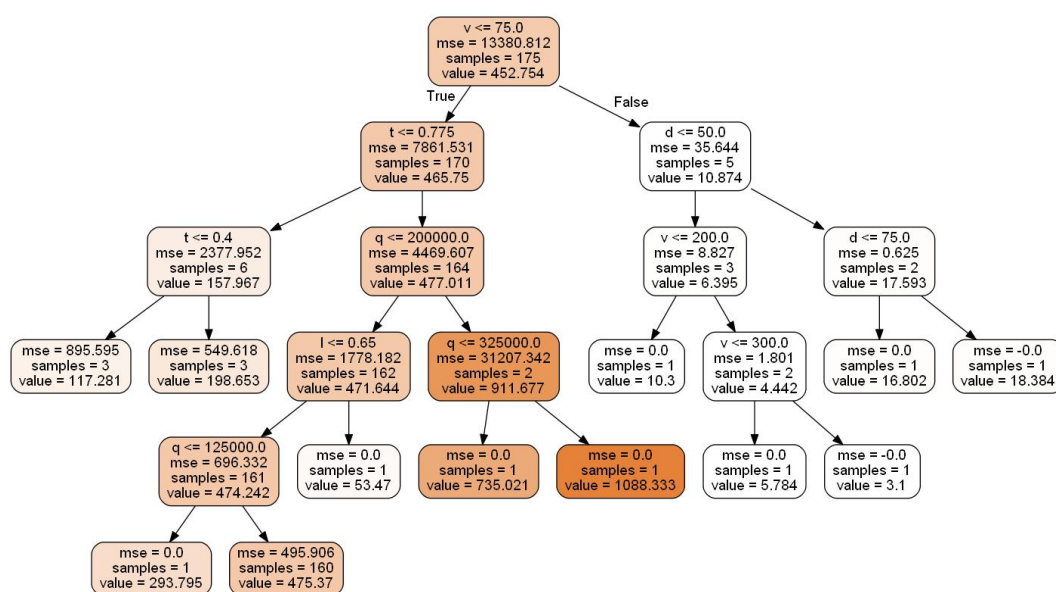 v <= 75.0
mse = 13380.812
samples = 175
value = 452.754
True
False
t <= 0.775
mse = 7861.531
samples = 170
value = 465.75
d <= 50.0
mse = 35.644
samples = 5
value = 10.874
t <= 0.4
mse = 2377.952
samples = 6
value = 157.967
q <= 200000.0
mse = 4469.607
samples = 164
value = 477.011
v <= 200.0
mse = 8.827
samples = 3
value = 6.395
d <= 75.0
mse = 0.625
samples = 2
value = 17.593
mse = 895.595
samples = 3
value = 117.281
mse = 549.618
samples = 3
value = 198.653
l <= 0.65
mse = 1778.182
samples = 162
value = 471.644
q <= 325000.0
mse = 31207.342
samples = 2
value = 911.677
mse = 0.0
samples = 1
value = 10.3
v <= 300.0
mse = 1.801
samples = 2
value = 4.442
mse = 0.0
samples = 1
value = 16.802
mse = -0.0
samples = 1
value = 18.384
q <= 125000.0
mse = 696.332
samples = 161
value = 474.242
mse = 0.0
samples = 1
value = 53.47
mse = 0.0
samples = 1
value = 735.021
mse = 0.0
samples = 1
value = 1088.333
mse = 0.0
samples = 1
value = 5.784
mse = -0.0
samples = 1
value = 3.1
mse = 0.0
samples = 1
value = 293.795
mse = 495.906
samples = 160
value = 475.37